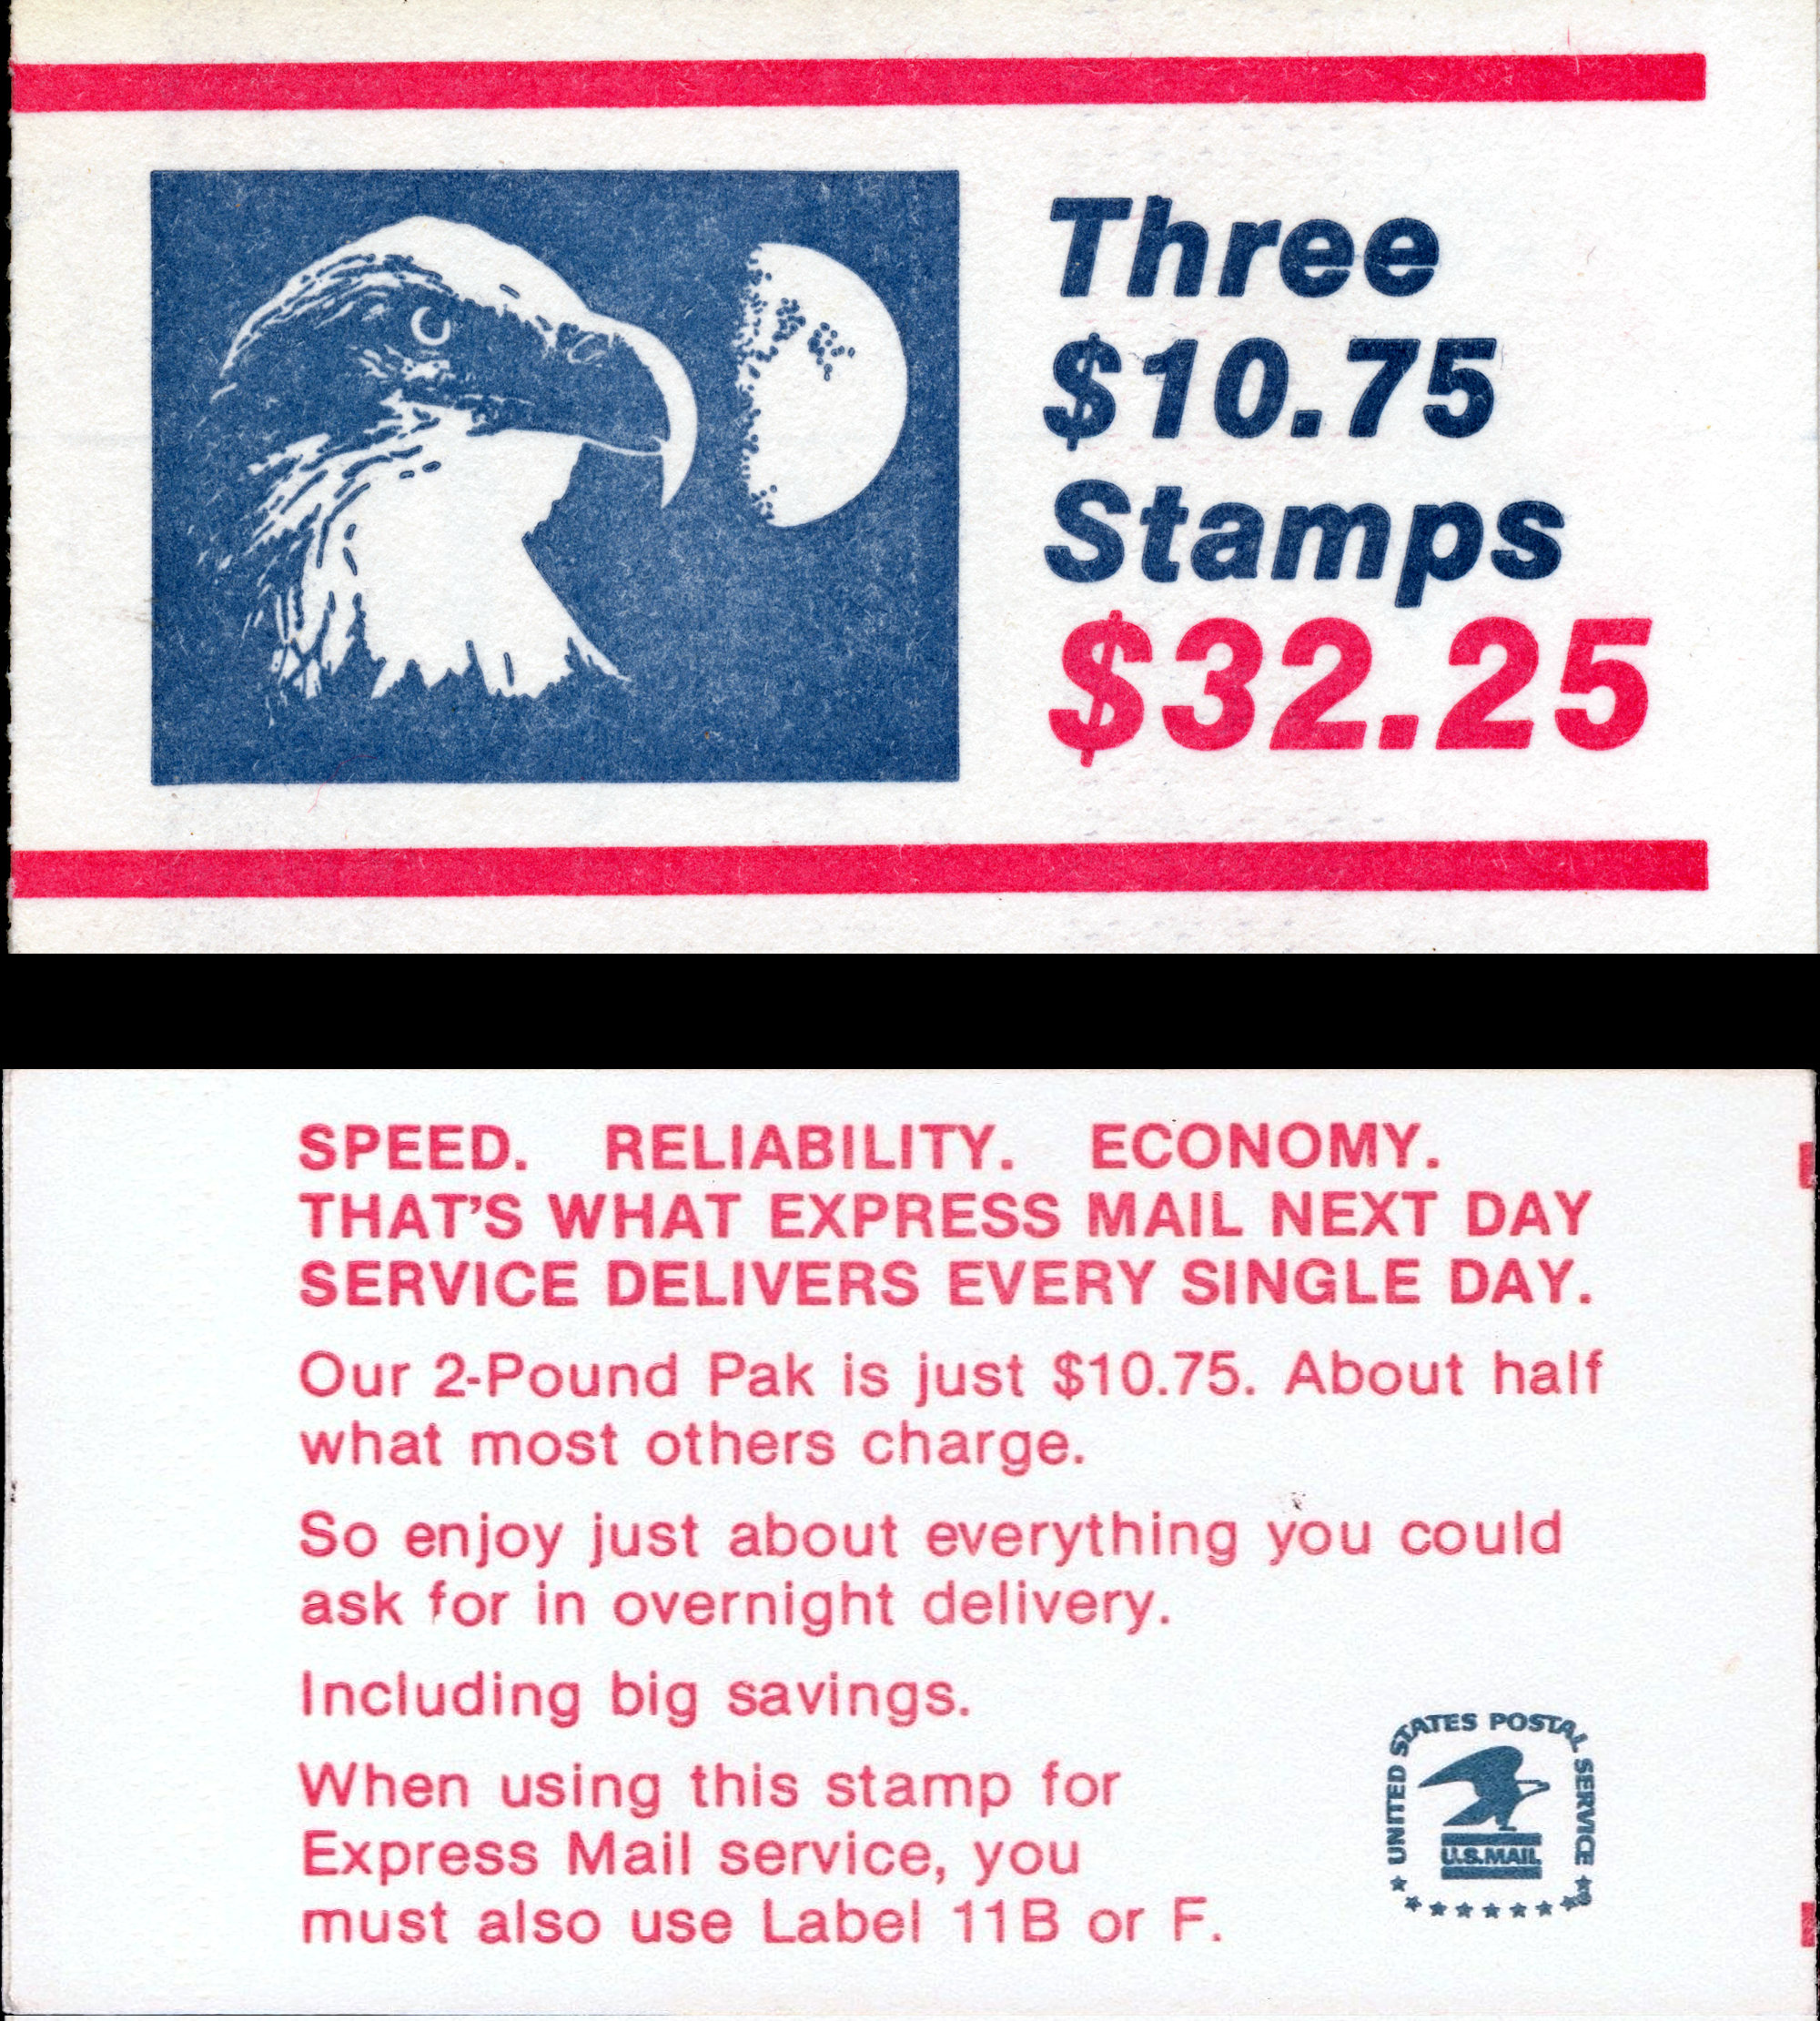 Three
$10.75
Stamps
$32.25
SPEED. RELIABILITY. ECONOMY.
THAT'S WHAT EXPRESS MAIL NEXT DAY
SERVICE DELIVERS EVERY SINGLE DAY.
Our 2-Pound Pak is just $10.75. About half
what most others charge.
So enjoy just about everything you could
ask for in overnight delivery.
Including big savings.
When using this stamp for
Express Mail service, you
must also use Label 11B or F.
UNITED STATES POSTAL SERVICE
U.S.MAIL